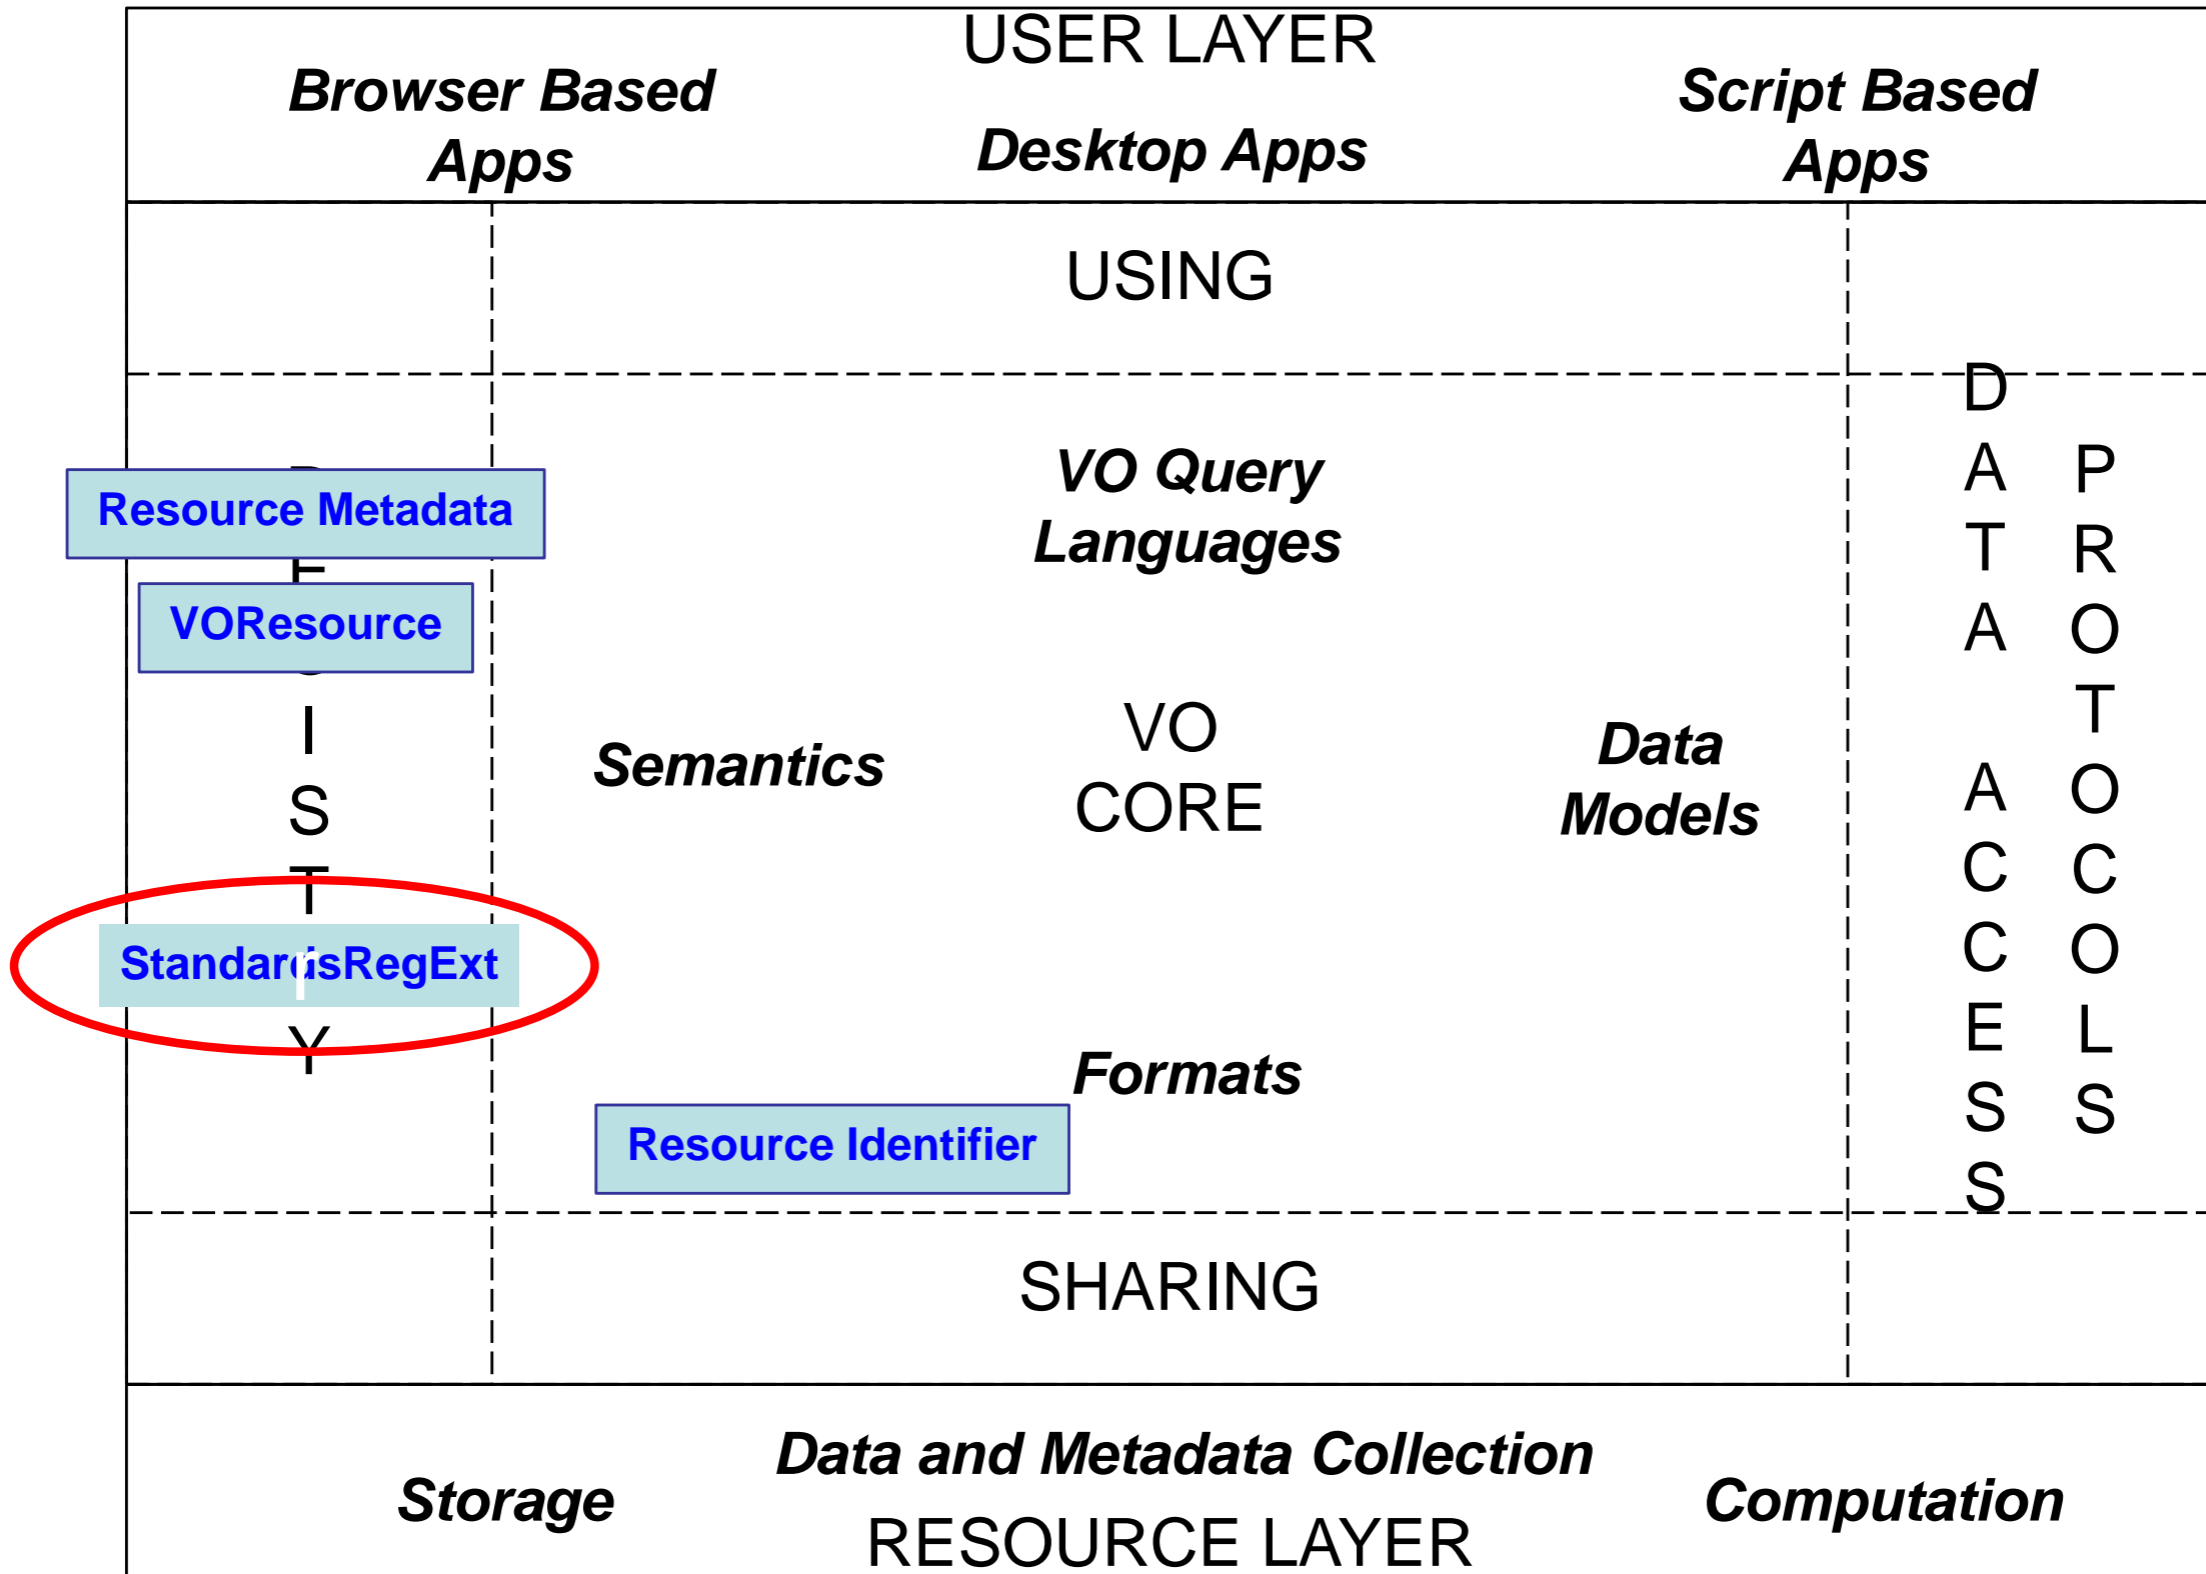 USER LAYER
Browser Based
Apps
Desktop Apps
Script Based
Apps
USING
Resource Metadata
VOResource
I
S
T
StandardsRegExt
r
Y
VO Query
Languages
Semantics
VO
CORE
Data
Models
Formats
Resource Identifier
D
A
T
A
A
C
C
E
S
S
P
R
O
T
O
C
O
L
S
SHARING
Data and Metadata Collection
Storage
Computation
RESOURCE LAYER